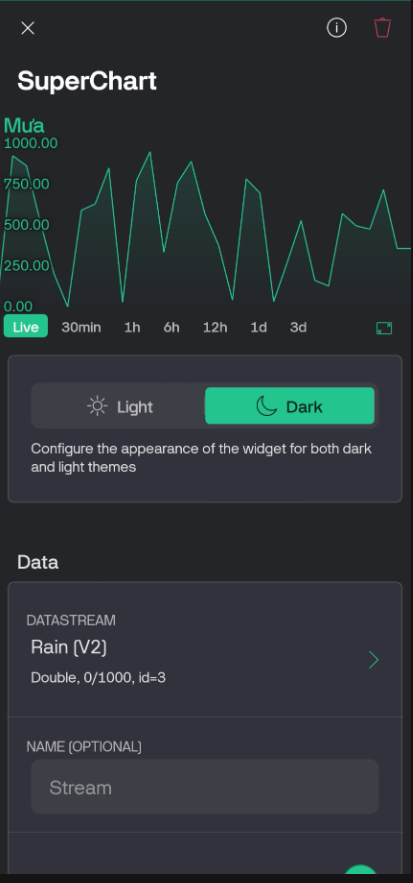 SuperChart
Mưa
1000.00
750.00
500.00
250.00
0.00
Live 30min 1h 6h 12h 1d 3d
Light Dark
Configure the appearance of the widget for both dark
and light themes
Data
DATASTREAM
Rain (V2)
Double, 0/1000, id=3
NAME (OPTIONAL)
Stream